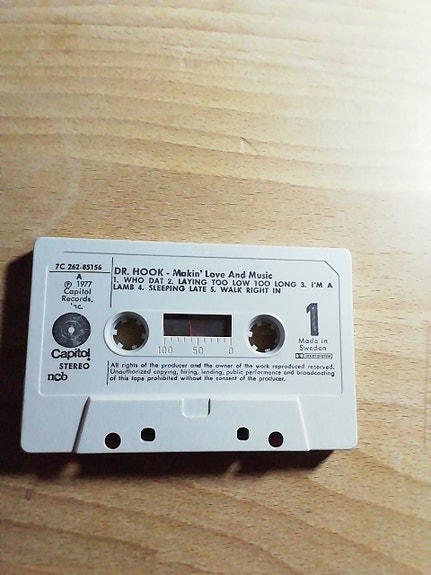 7C 262-85156
A
Ⓟ 1977
Capitol
Records,
Inc.
Capitol
STEREO
ncb
DR. HOOK - Makin' Love And Music
1. WHO DAT 2. LAYING TOO LOW TOO LONG 3. I'M A
LAMB 4. SLEEPING LATE 5. WALK RIGHT IN
100 50 0
1
Made in
Sweden
DOLBY SYSTEM
All rights of the producer and the owner of the work reproduced reserved.
Unauthorized copying, hiring, lending, public performance and broadcasting
of this tape prohibited without the consent of the producer.